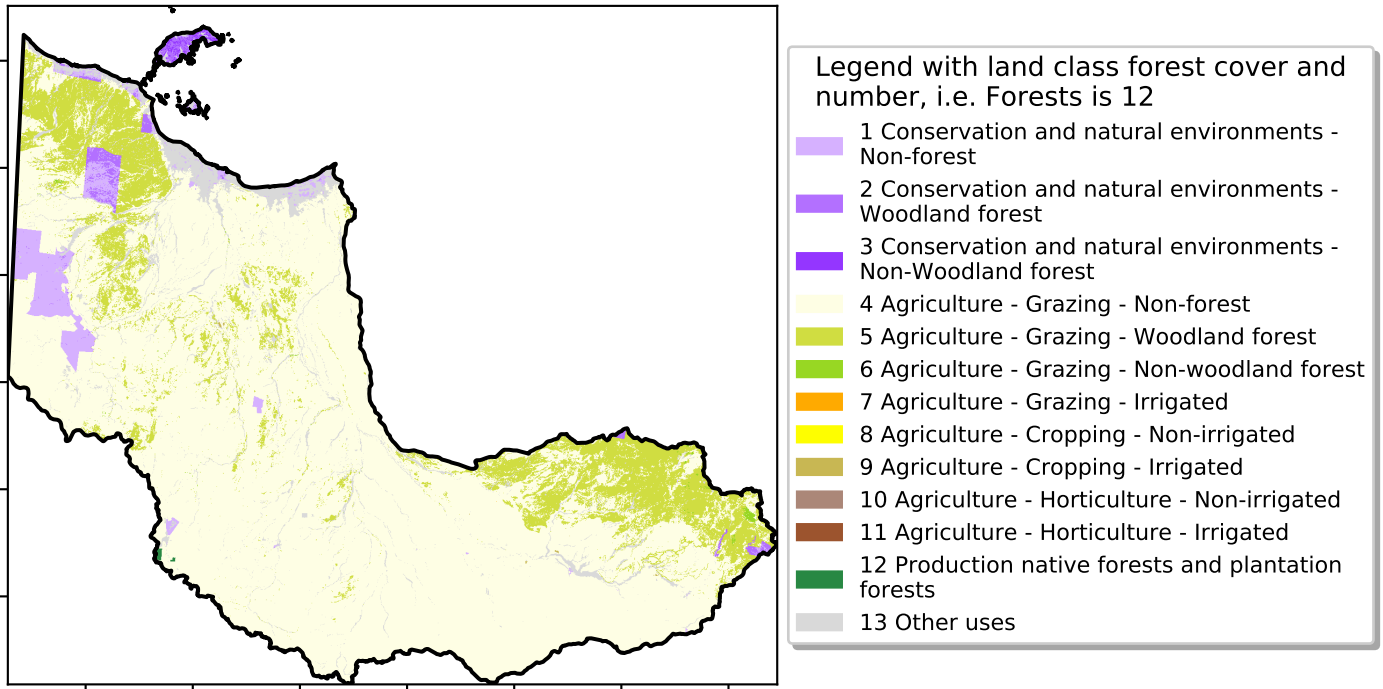 Legend with land class forest cover and
number, i.e. Forests is 12
1 Conservation and natural environments -
Non-forest
2 Conservation and natural environments -
Woodland forest
3 Conservation and natural environments -
Non-Woodland forest
4 Agriculture - Grazing - Non-forest
5 Agriculture - Grazing - Woodland forest
6 Agriculture - Grazing - Non-woodland forest
7 Agriculture - Grazing - Irrigated
8 Agriculture - Cropping - Non-irrigated
9 Agriculture - Cropping - Irrigated
10 Agriculture - Horticulture - Non-irrigated
11 Agriculture - Horticulture - Irrigated
12 Production native forests and plantation
forests
13 Other uses